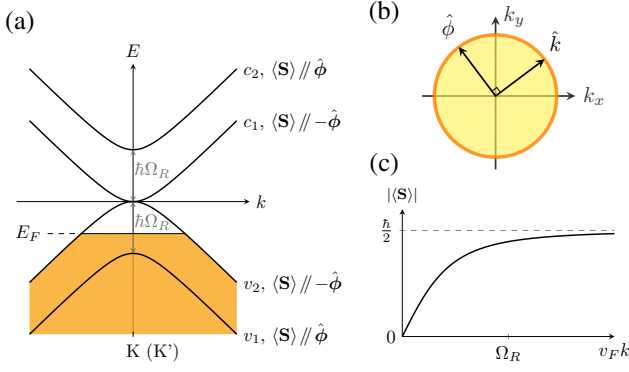 (a)
E
c₂, ⟨S⟩ // ϕ̂
c₁, ⟨S⟩ // −ϕ̂
ħΩ_R
k
ħΩ_R
E_F
v₂, ⟨S⟩ // −ϕ̂
v₁, ⟨S⟩ // ϕ̂
K (K')
(b)
k_y
ϕ̂
k̂
k_x
(c)
|⟨S⟩|
ħ/2
0
Ω_R
v_F k